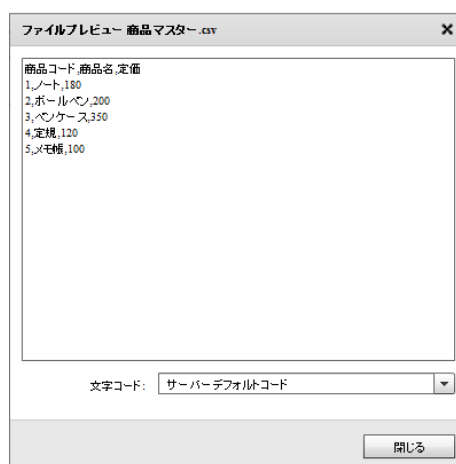 ファイルプレビュー 商品マスター.csv
商品コード,商品名,定価
1,ノート,180
2,ボールペン,200
3,ペンケース,350
4,定規,120
5,メモ帳,100
文字コード: サーバーデフォルトコード
閉じる